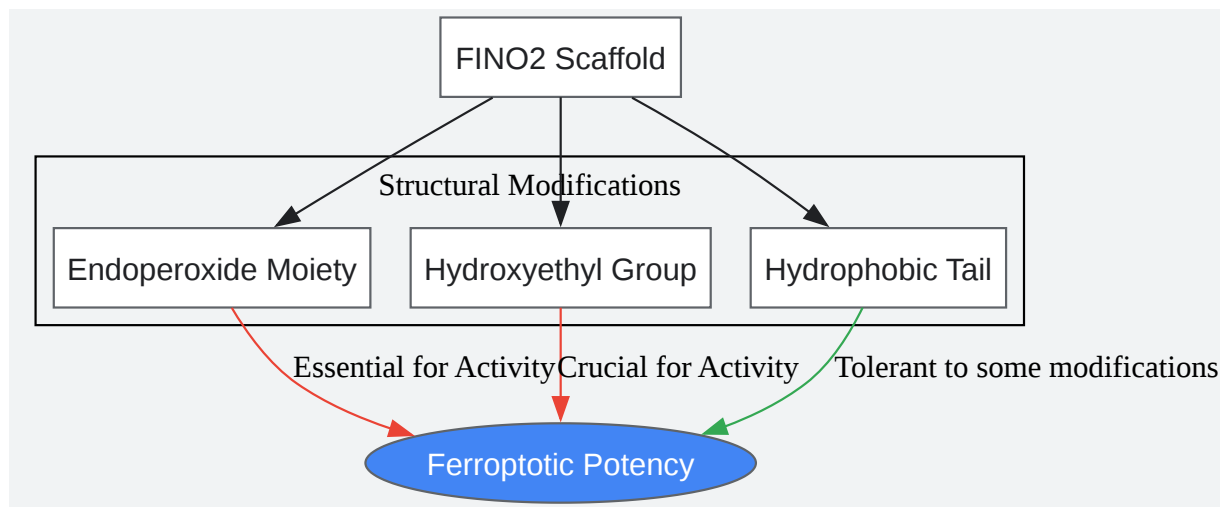 FINO2 Scaffold
Structural Modifications
Endoperoxide Moiety
Hydroxyethyl Group
Hydrophobic Tail
Essential for Activity
Crucial for Activity
Tolerant to some modifications
Ferroptotic Potency